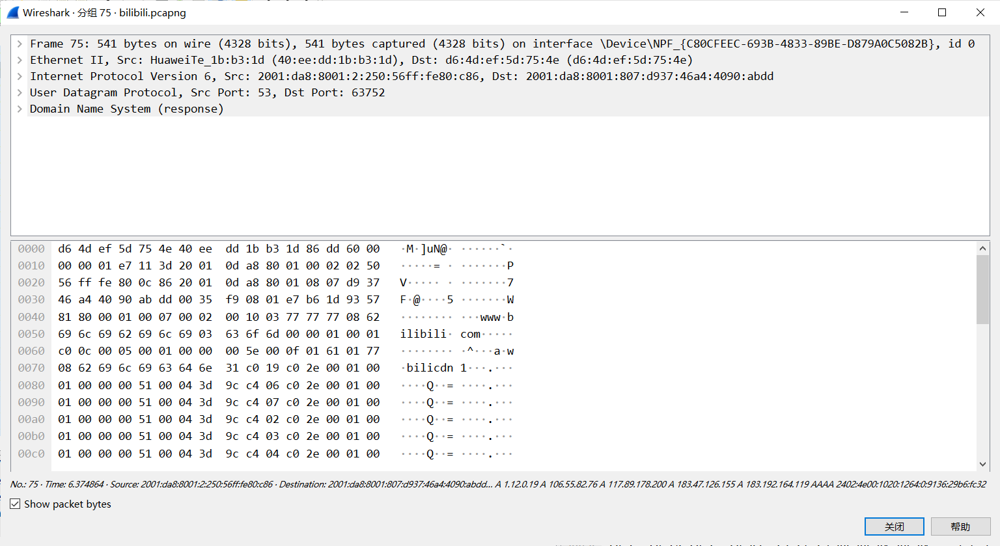 Wireshark · 分组 75 · bilibili.pcapng
Frame 75: 541 bytes on wire (4328 bits), 541 bytes captured (4328 bits) on interface \Device\NPF_{C80CFEEC-693B-4833-89BE-D879A0C5082B}, id 0
Ethernet II, Src: HuaweiTe_1b:b3:1d (40:ee:dd:1b:b3:1d), Dst: d6:4d:ef:5d:75:4e (d6:4d:ef:5d:75:4e)
Internet Protocol Version 6, Src: 2001:da8:8001:2:250:56ff:fe80:c86, Dst: 2001:da8:8001:807:d937:46a4:4090:abdd
User Datagram Protocol, Src Port: 53, Dst Port: 63752
Domain Name System (response)
0000 d6 4d ef 5d 75 4e 40 ee dd 1b b3 1d 86 dd 60 00 ·M·]uN@· ······`·
0010 00 00 01 e7 11 3d 20 01 0d a8 80 01 00 02 02 50 ·····= · ·······P
0020 56 ff fe 80 0c 86 20 01 0d a8 80 01 08 07 d9 37 V····· · ·······7
0030 46 a4 40 90 ab dd 00 35 f9 08 01 e7 b6 1d 93 57 F·@····5 ·······W
0040 81 80 00 01 00 07 00 02 00 10 03 77 77 77 08 62 ········ ···www·b
0050 69 6c 69 62 69 6c 69 03 63 6f 6d 00 00 01 00 01 ilibili· com·····
0060 c0 0c 00 05 00 01 00 00 00 5e 00 0f 01 61 01 77 ········ ·^···a·w
0070 08 62 69 6c 69 63 64 6e 31 c0 19 c0 2e 00 01 00 ·bilicdn 1···.···
0080 01 00 00 00 51 00 04 3d 9c c4 06 c0 2e 00 01 00 ····Q··= ····.···
0090 01 00 00 00 51 00 04 3d 9c c4 07 c0 2e 00 01 00 ····Q··= ····.···
00a0 01 00 00 00 51 00 04 3d 9c c4 02 c0 2e 00 01 00 ····Q··= ····.···
00b0 01 00 00 00 51 00 04 3d 9c c4 03 c0 2e 00 01 00 ····Q··= ····.···
00c0 01 00 00 00 51 00 04 3d 9c c4 04 c0 2e 00 01 00 ····Q··= ····.···
No.: 75 · Time: 6.374864 · Source: 2001:da8:8001:2:250:56ff:fe80:c86 · Destination: 2001:da8:8001:807:d937:46a4:4090:abdd... A 1.12.0.19 A 106.55.82.76 A 117.89.178.200 A 183.47.126.155 A 183.192.164.119 AAAA 2402:4e00:1020:1264:0:9136:29b6:fc32
Show packet bytes
关闭
帮助